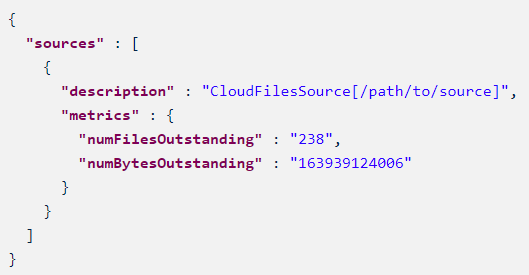 {
  "sources" : [
    {
      "description" : "CloudFilesSource[/path/to/source]",
      "metrics" : {
        "numFilesOutstanding" : "238",
        "numBytesOutstanding" : "163939124006"
      }
    }
  ]
}